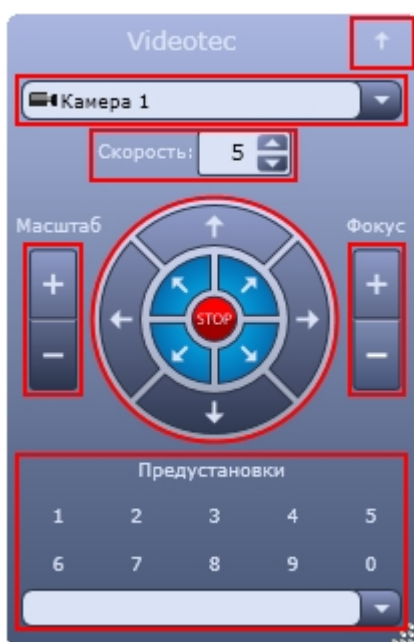 Videotec
Камера 1
Скорость: 5
Масштаб Фокус
+ +
STOP
− −
Предустановки
1 2 3 4 5
6 7 8 9 0